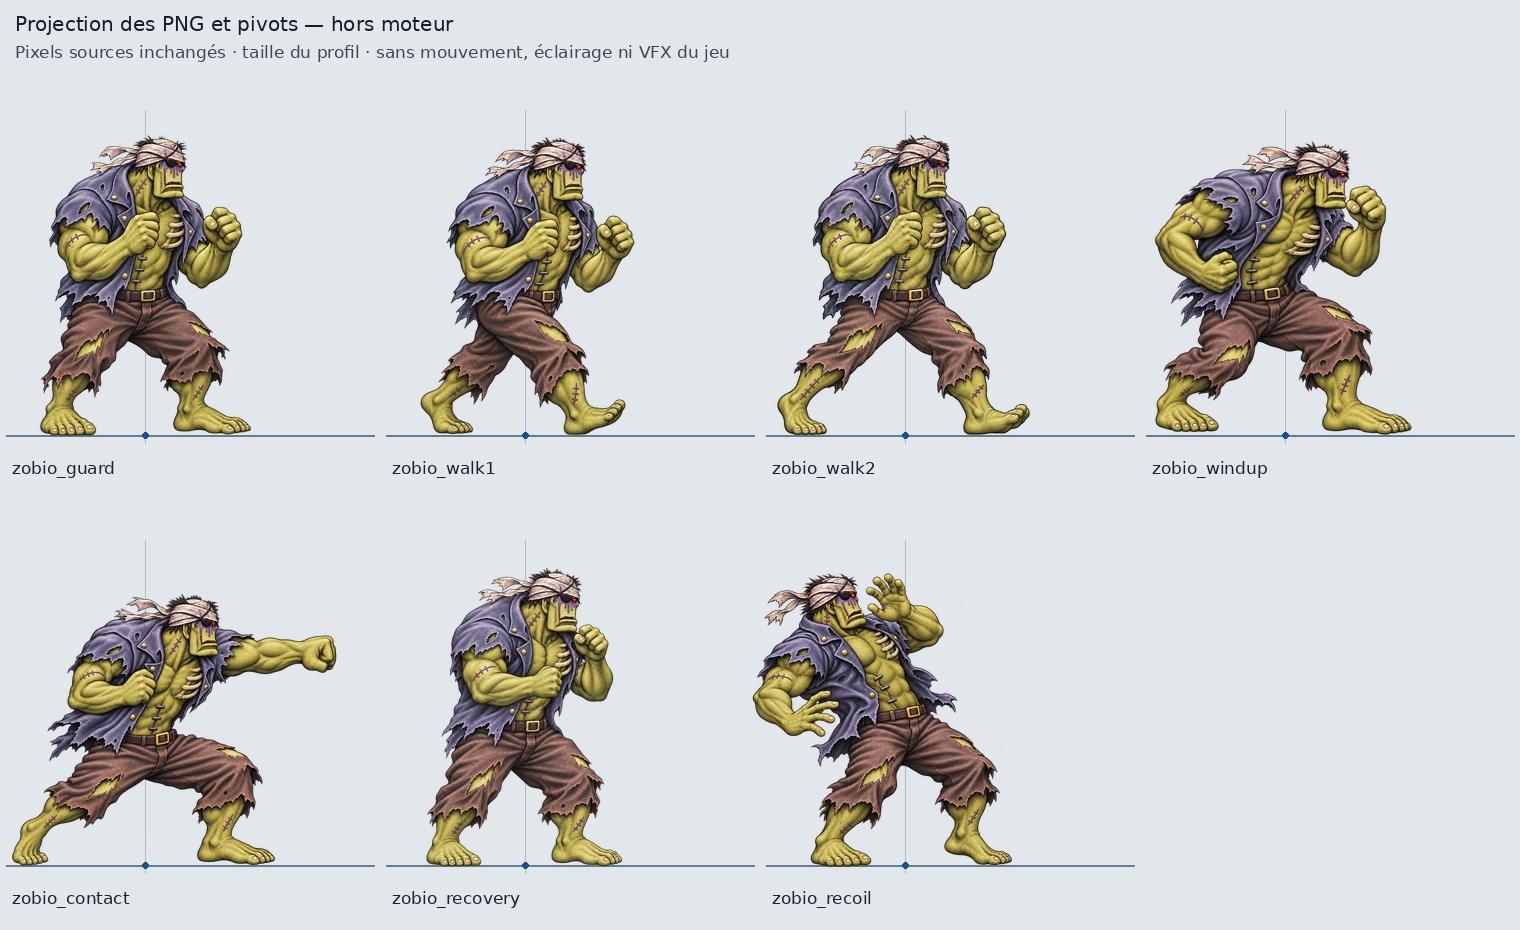 Projection des PNG et pivots — hors moteur
Pixels sources inchangés · taille du profil · sans mouvement, éclairage ni VFX du jeu
zobio_guard
zobio_walk1
zobio_walk2
zobio_windup
zobio_contact
zobio_recovery
zobio_recoil